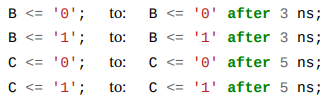 B <= '0'; to: B <= '0' after 3 ns;
B <= '1'; to: B <= '1' after 3 ns;
C <= '0'; to: C <= '0' after 5 ns;
C <= '1'; to: C <= '1' after 5 ns;